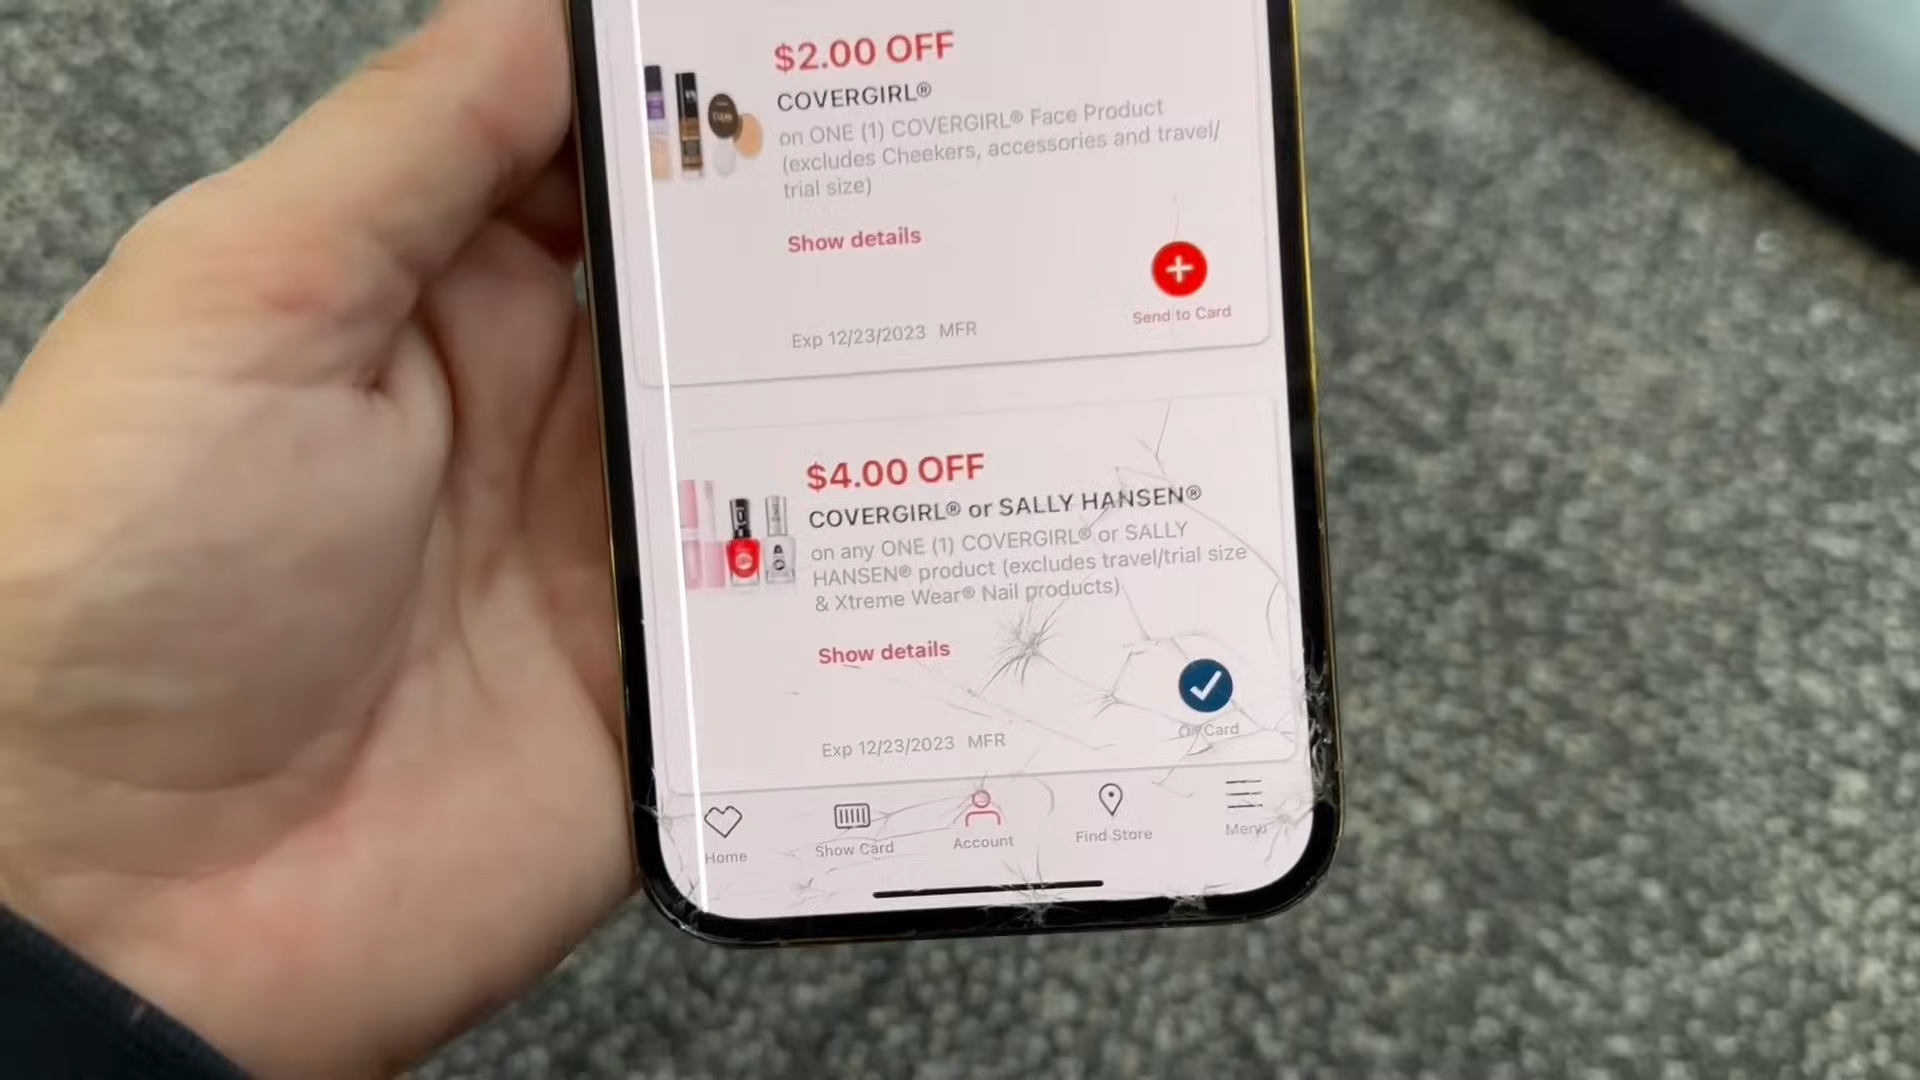 $2.00 OFF
COVERGIRL®
on ONE (1) COVERGIRL® Face Product
(excludes Cheekers, accessories and travel/
trial size)
Show details
Send to Card
Exp 12/23/2023 MFR
$4.00 OFF
COVERGIRL® or SALLY HANSEN®
on any ONE (1) COVERGIRL® or SALLY
HANSEN® product (excludes travel/trial size
& Xtreme Wear® Nail products)
Show details
On Card
Exp 12/23/2023 MFR
Home
Show Card
Account
Find Store
Menu